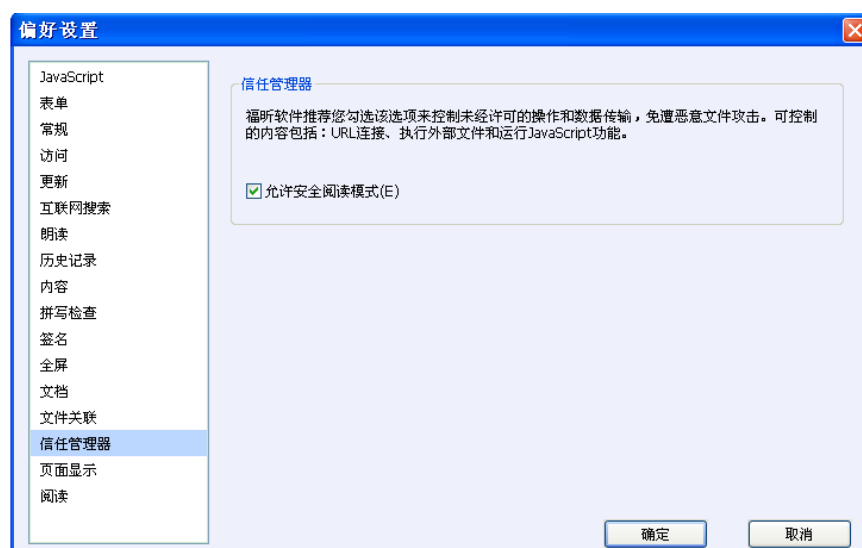 偏好设置
JavaScript
表单
常规
访问
更新
互联网搜索
朗读
历史记录
内容
拼写检查
签名
全屏
文档
文件关联
信任管理器
页面显示
阅读
信任管理器
福昕软件推荐您勾选该选项来控制未经许可的操作和数据传输，免遭恶意文件攻击。可控制
的内容包括：URL连接、执行外部文件和运行JavaScript功能。
允许安全阅读模式(E)
确定
取消